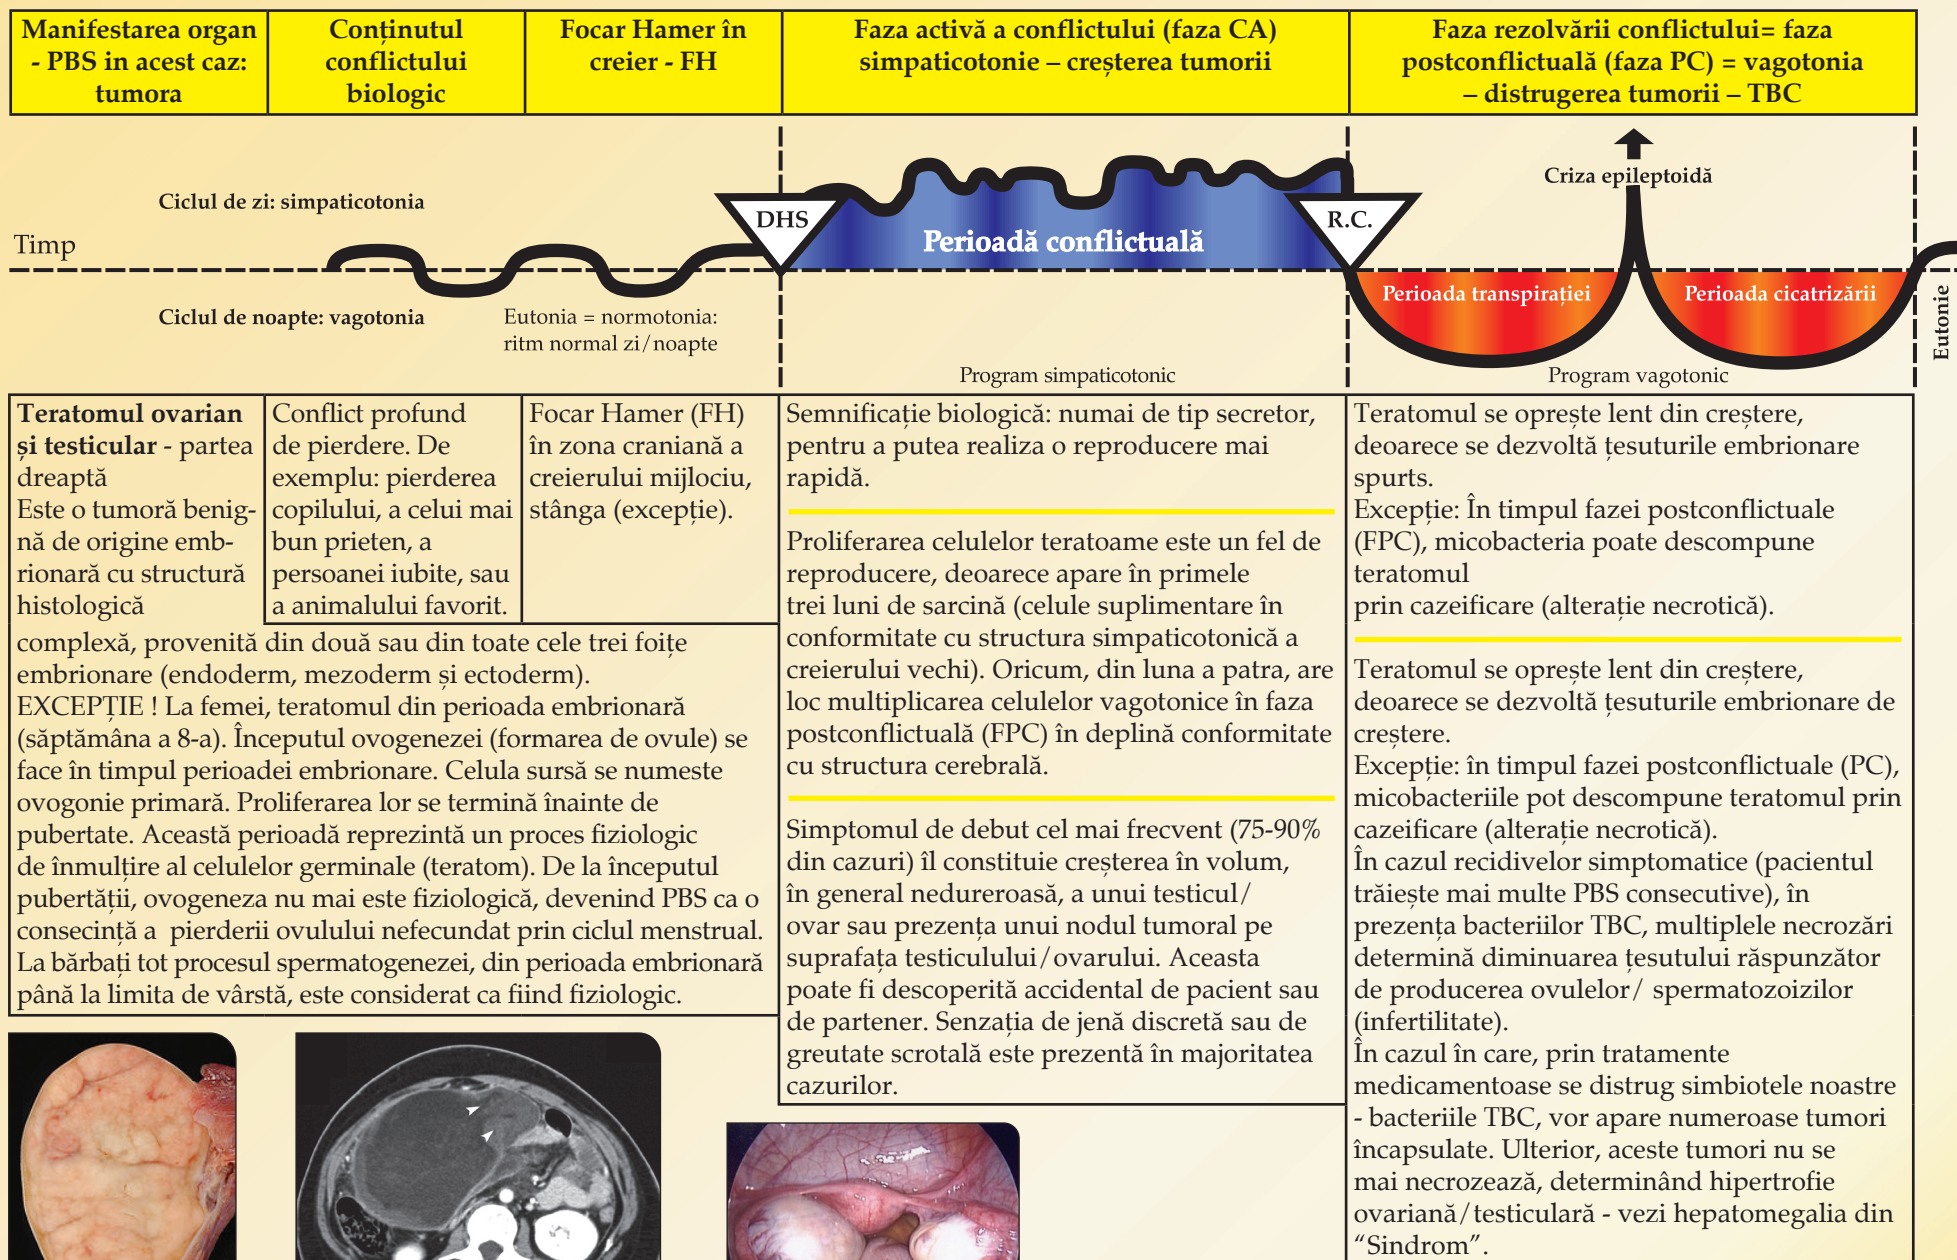 Manifestarea organ
- PBS in acest caz:
tumora
Conținutul
conflictului
biologic
Focar Hamer în
creier - FH
Faza activă a conflictului (faza CA)
simpaticotonie – creșterea tumorii
Faza rezolvării conflictului= faza
postconflictuală (faza PC) = vagotonia
– distrugerea tumorii – TBC
Ciclul de zi: simpaticotonia
Timp
Ciclul de noapte: vagotonia
Eutonia = normotonia:
ritm normal zi/noapte
DHS
Perioadă conflictuală
R.C.
Criza epileptoidă
Perioada transpirației
Perioada cicatrizării
Eutonie
Program simpaticotonic
Program vagotonic
Teratomul ovarian
și testicular - partea
dreaptă
Este o tumoră benig-
nă de origine emb-
rionară cu structură
histologică
complexă, provenită din două sau din toate cele trei foițe
embrionare (endoderm, mezoderm și ectoderm).
EXCEPȚIE ! La femei, teratomul din perioada embrionară
(săptămâna a 8-a). Începutul ovogenezei (formarea de ovule) se
face în timpul perioadei embrionare. Celula sursă se numeste
ovogonie primară. Proliferarea lor se termină înainte de
pubertate. Această perioadă reprezintă un proces fiziologic
de înmulțire al celulelor germinale (teratom). De la începutul
pubertății, ovogeneza nu mai este fiziologică, devenind PBS ca o
consecință a pierderii ovulului nefecundat prin ciclul menstrual.
La bărbați tot procesul spermatogenezei, din perioada embrionară
până la limita de vârstă, este considerat ca fiind fiziologic.
Conflict profund
de pierdere. De
exemplu: pierderea
copilului, a celui mai
bun prieten, a
persoanei iubite, sau
a animalului favorit.
Focar Hamer (FH)
în zona craniană a
creierului mijlociu,
stânga (excepție).
Semnificație biologică: numai de tip secretor,
pentru a putea realiza o reproducere mai
rapidă.
Proliferarea celulelor teratoame este un fel de
reproducere, deoarece apare în primele
trei luni de sarcină (celule suplimentare în
conformitate cu structura simpaticotonică a
creierului vechi). Oricum, din luna a patra, are
loc multiplicarea celulelor vagotonice în faza
postconflictuală (FPC) în deplină conformitate
cu structura cerebrală.
Simptomul de debut cel mai frecvent (75-90%
din cazuri) îl constituie creșterea în volum,
în general nedureroasă, a unui testicul/
ovar sau prezența unui nodul tumoral pe
suprafața testiculului/ovarului. Aceasta
poate fi descoperită accidental de pacient sau
de partener. Senzația de jenă discretă sau de
greutate scrotală este prezentă în majoritatea
cazurilor.
Teratomul se oprește lent din creștere,
deoarece se dezvoltă țesuturile embrionare
spurts.
Excepție: În timpul fazei postconflictuale
(FPC), micobacteria poate descompune
teratomul
prin cazeificare (alterație necrotică).
Teratomul se oprește lent din creștere,
deoarece se dezvoltă țesuturile embrionare de
creștere.
Excepție: în timpul fazei postconflictuale (PC),
micobacteriile pot descompune teratomul prin
cazeificare (alterație necrotică).
În cazul recidivelor simptomatice (pacientul
trăiește mai multe PBS consecutive), în
prezența bacteriilor TBC, multiplele necrozări
determină diminuarea țesutului răspunzător
de producerea ovulelor/ spermatozoizilor
(infertilitate).
În cazul în care, prin tratamente
medicamentoase se distrug simbiotele noastre
- bacteriile TBC, vor apare numeroase tumori
încapsulate. Ulterior, aceste tumori nu se
mai necrozează, determinând hipertrofie
ovariană/testiculară - vezi hepatomegalia din
“Sindrom”.